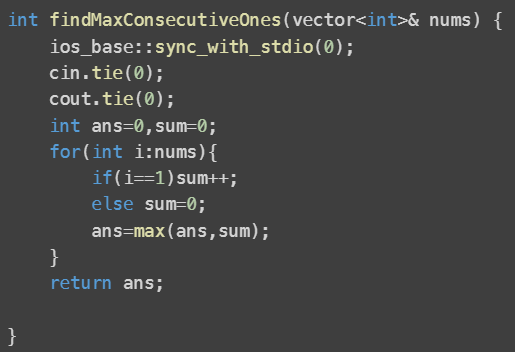 int findMaxConsecutiveOnes(vector<int>& nums) {
    ios_base::sync_with_stdio(0);
    cin.tie(0);
    cout.tie(0);
    int ans=0,sum=0;
    for(int i:nums){
        if(i==1)sum++;
        else sum=0;
        ans=max(ans,sum);
    }
    return ans;

}